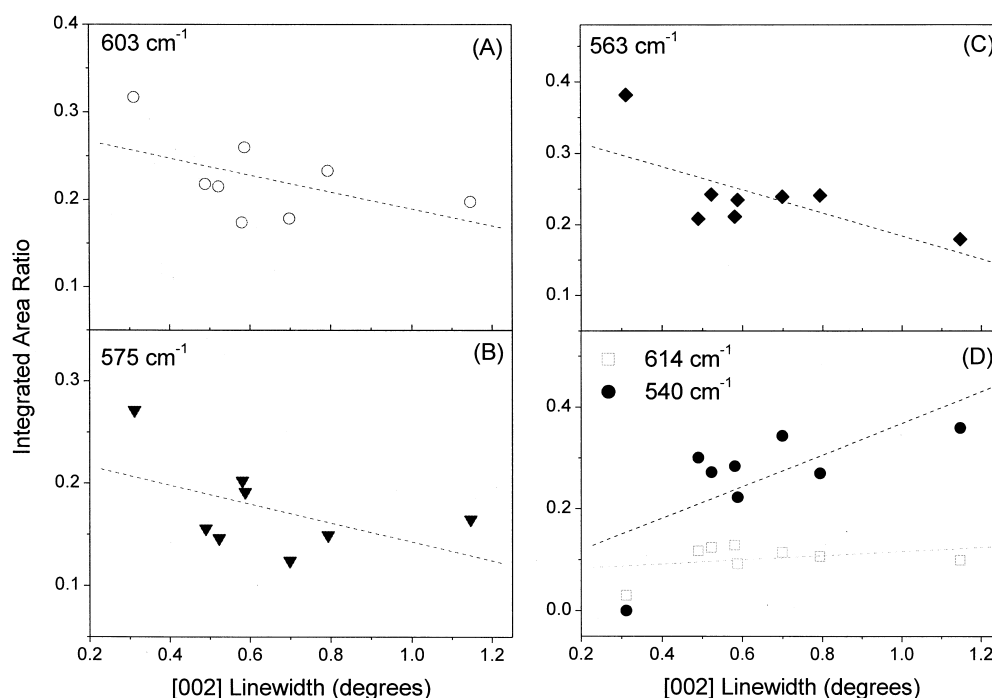 0.4
603 cm⁻¹
(A)
0.3
0.2
0.1
575 cm⁻¹
(B)
0.3
0.2
0.1
0.2 0.4 0.6 0.8 1.0 1.2
[002] Linewidth (degrees)
Integrated Area Ratio
563 cm⁻¹
(C)
0.4
0.3
0.2
0.1
614 cm⁻¹
(D)
540 cm⁻¹
0.4
0.2
0.0
0.2 0.4 0.6 0.8 1.0 1.2
[002] Linewidth (degrees)